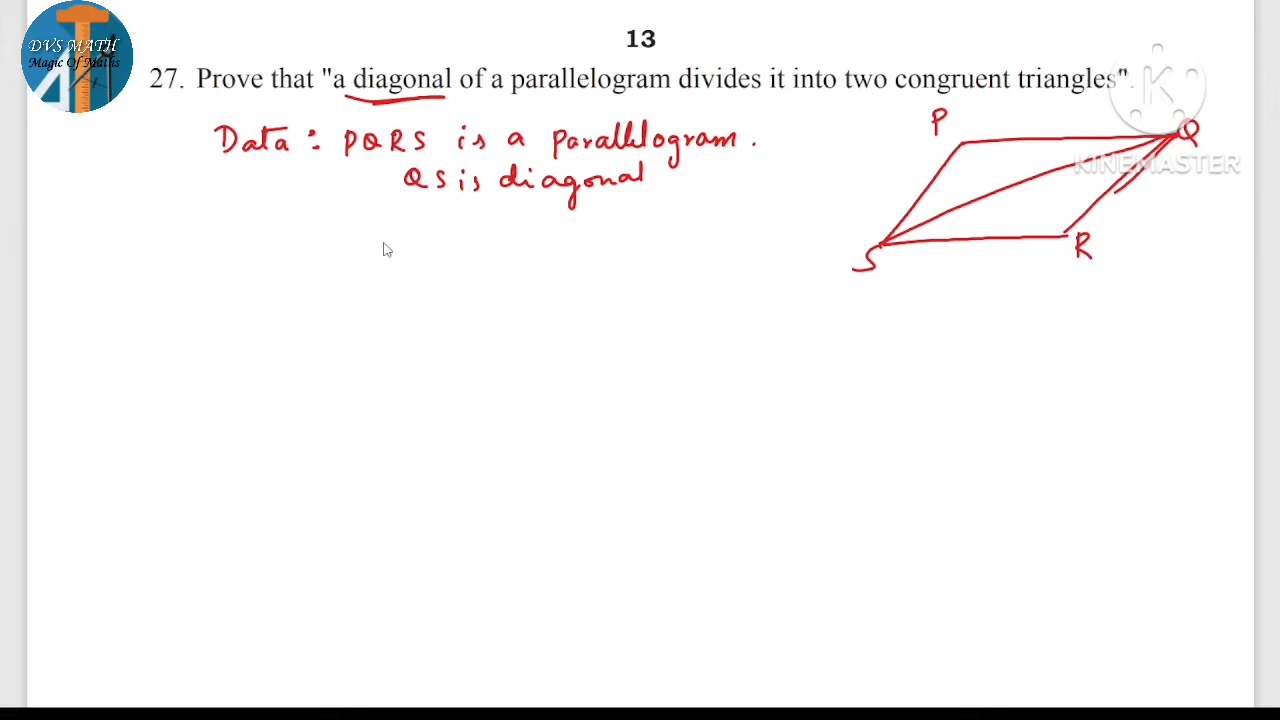 DVS MATH
Magic Of Maths
13
27. Prove that "a diagonal of a parallelogram divides it into two congruent triangles".
Data : PQRS is a parallelogram.
QS is diagonal
P
Q
S
R
K
KINEMASTER